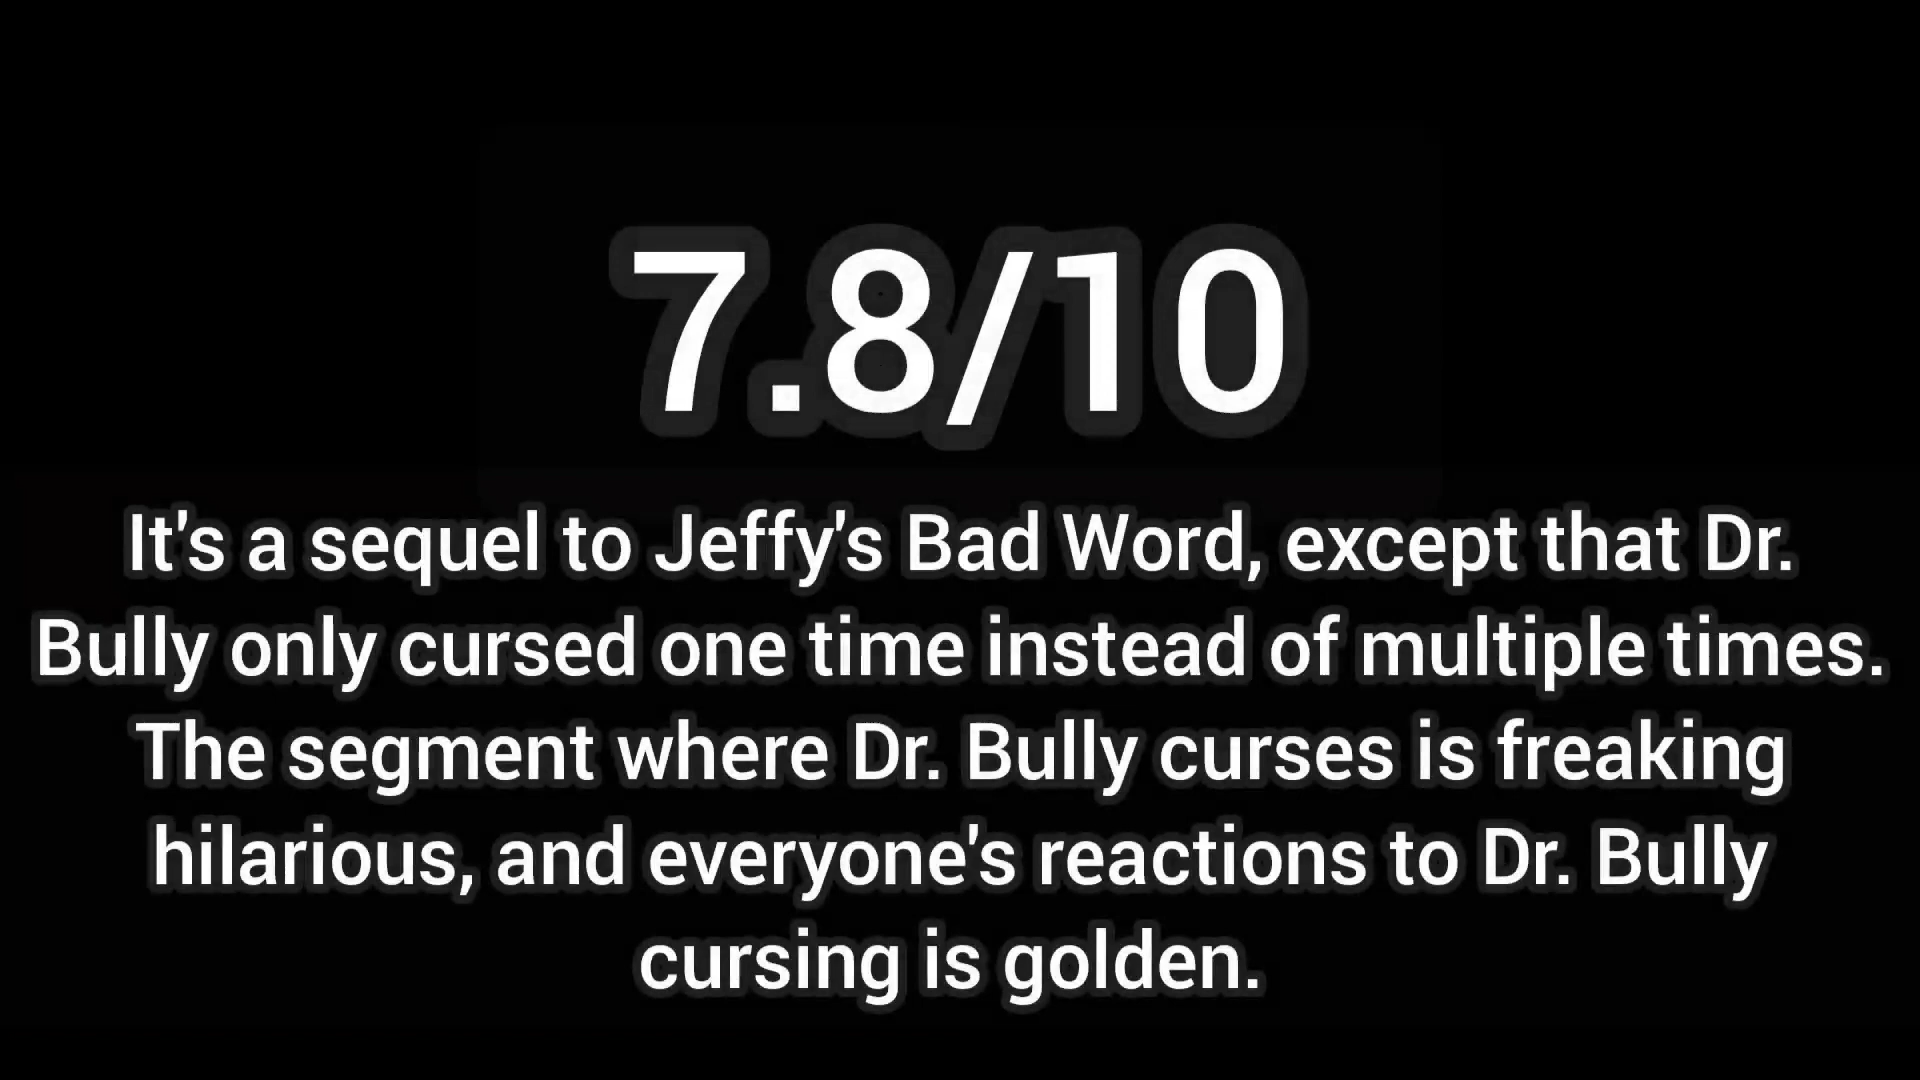 7.8/10
It's a sequel to Jeffy's Bad Word, except that Dr.
Bully only cursed one time instead of multiple times.
The segment where Dr. Bully curses is freaking
hilarious, and everyone's reactions to Dr. Bully
cursing is golden.